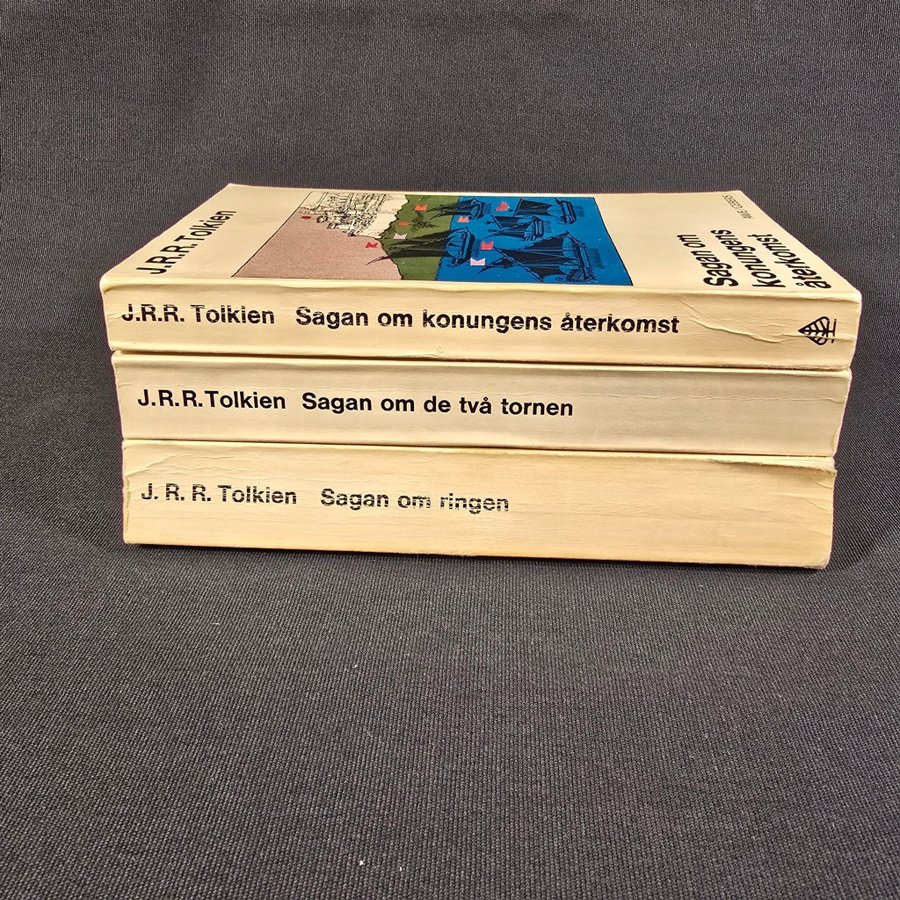 J.R.R. Tolkien
Sagan om
konungens
återkomst
J.R.R. Tolkien Sagan om konungens återkomst
J.R.R. Tolkien Sagan om de två tornen
J. R. R. Tolkien Sagan om ringen